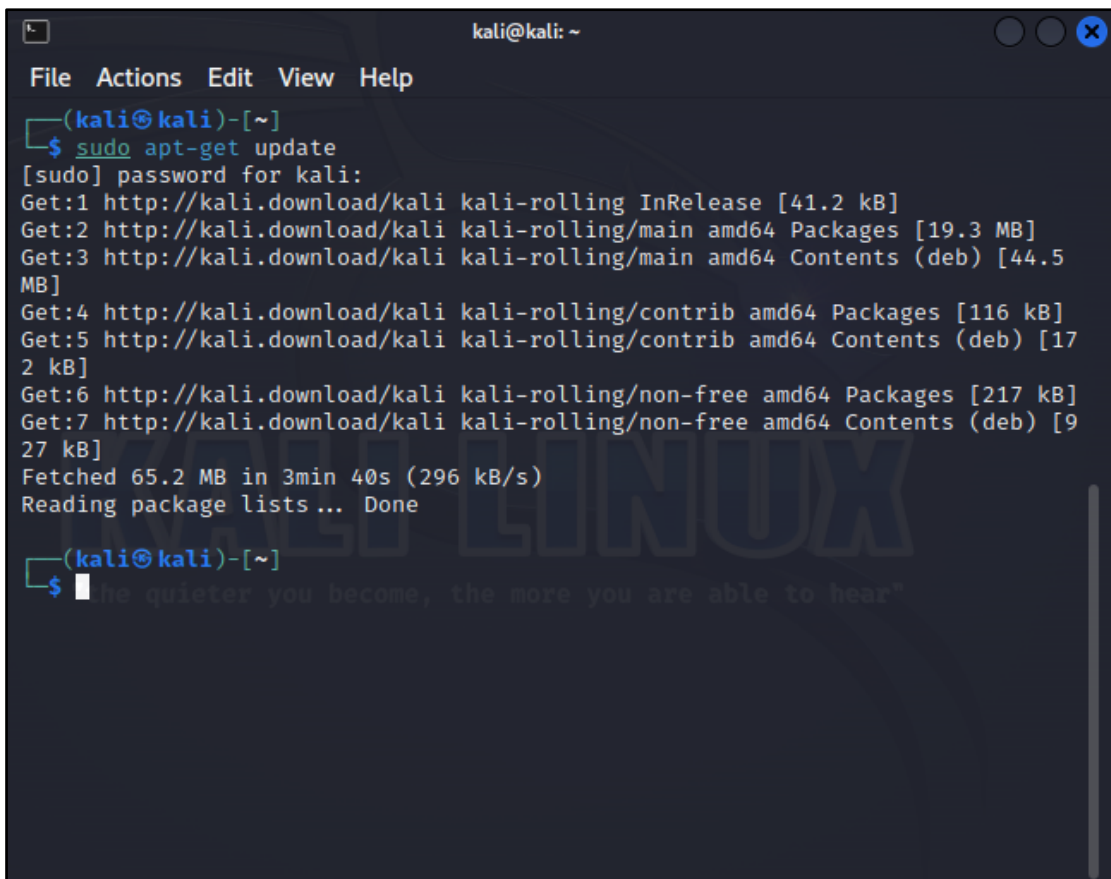 kali@kali: ~
File Actions Edit View Help
┌──(kali㉿kali)-[~]
└─$ sudo apt-get update
[sudo] password for kali:
Get:1 http://kali.download/kali kali-rolling InRelease [41.2 kB]
Get:2 http://kali.download/kali kali-rolling/main amd64 Packages [19.3 MB]
Get:3 http://kali.download/kali kali-rolling/main amd64 Contents (deb) [44.5
MB]
Get:4 http://kali.download/kali kali-rolling/contrib amd64 Packages [116 kB]
Get:5 http://kali.download/kali kali-rolling/contrib amd64 Contents (deb) [17
2 kB]
Get:6 http://kali.download/kali kali-rolling/non-free amd64 Packages [217 kB]
Get:7 http://kali.download/kali kali-rolling/non-free amd64 Contents (deb) [9
27 kB]
Fetched 65.2 MB in 3min 40s (296 kB/s)
Reading package lists... Done
KALI LINUX
┌──(kali㉿kali)-[~]
└─$
the quieter you become, the more you are able to hear"